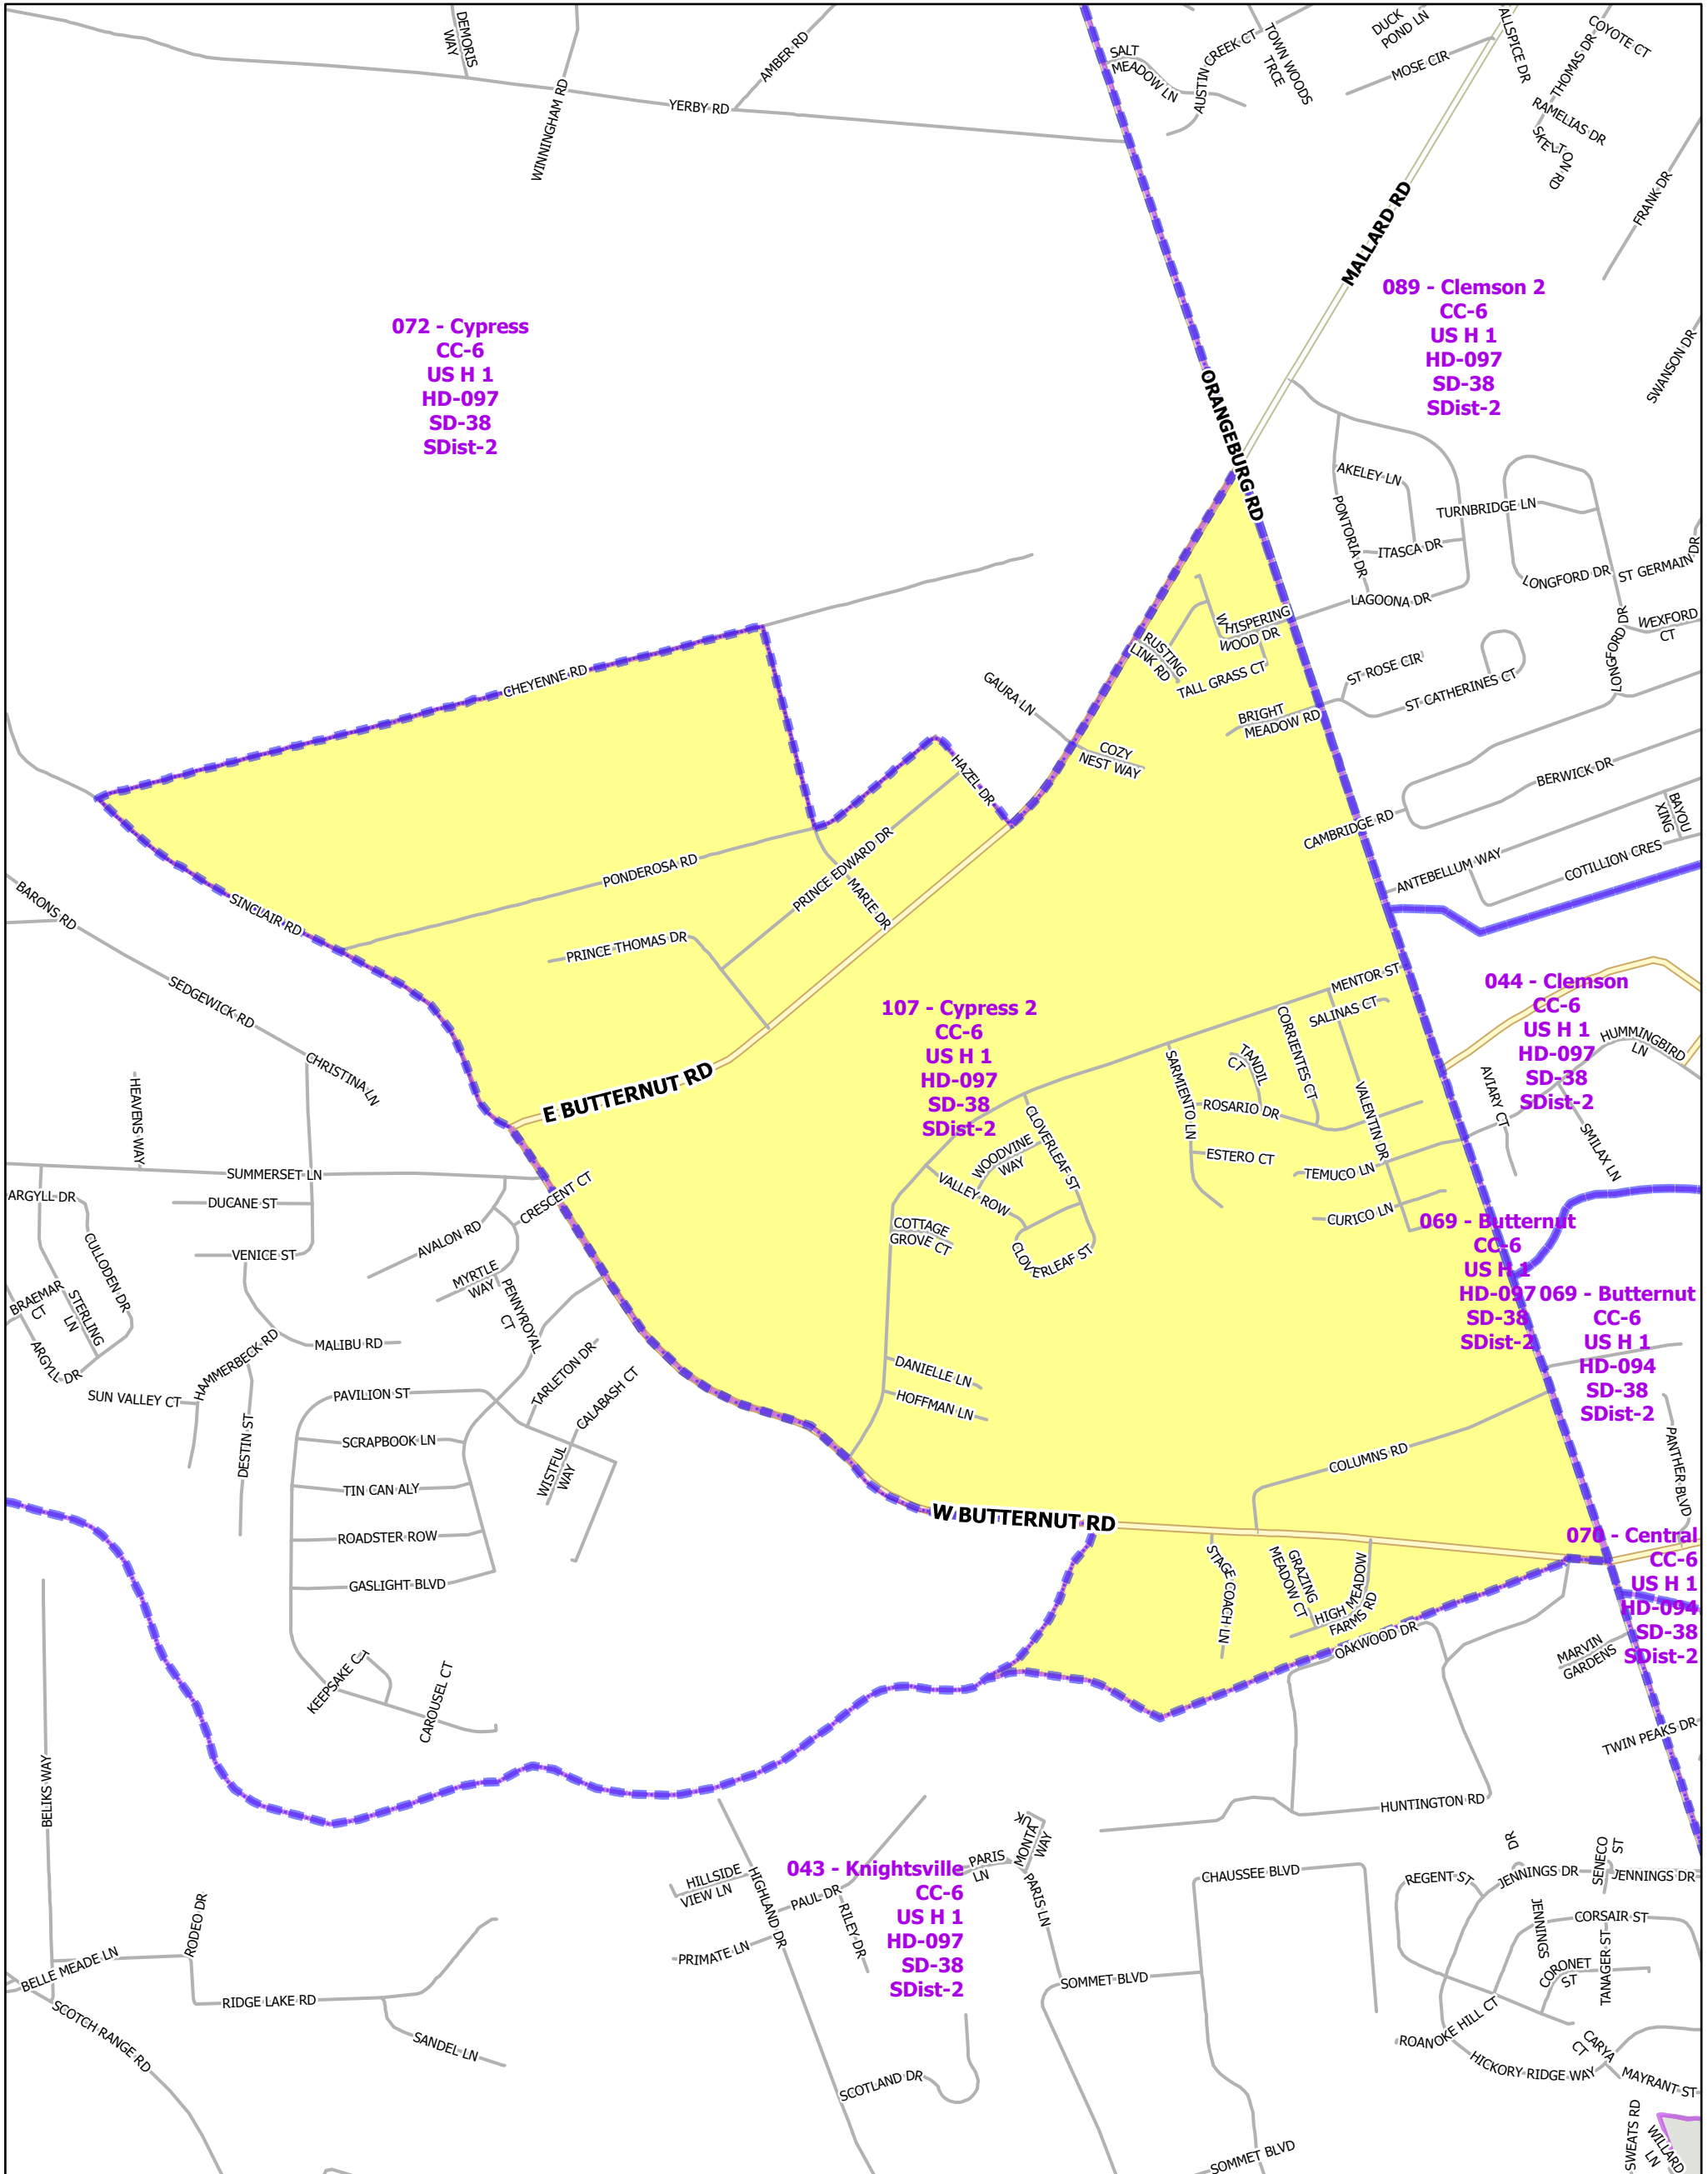 DEMORIS
WAY
WINNINGHAM RD
YERBY RD
AMBER RD
SALT
MEADOW LN
AUSTIN CREEK CT
TOWN WOODS
TRCE
DUCK
POND LN
MOSE CIR
ALLSPICE DR
THOMAS DR
COYOTE CT
RAMELIAS DR
SKELTON RD
FRANK DR
MALLARD RD
SWANSON DR
072 - Cypress
CC-6
US H 1
HD-097
SD-38
SDist-2
089 - Clemson 2
CC-6
US H 1
HD-097
SD-38
SDist-2
ORANGEBURG RD
AKELEY LN
PONTORIA DR
TURNBRIDGE LN
ITASCA DR
LAGOONA DR
LONGFORD DR
ST GERMAIN DR
LONGFORD DR
WEXFORD
CT
WHISPERING
WOOD DR
RUSTING
LINK RD
TALL GRASS CT
ST ROSE CIR
ST CATHERINES CT
BRIGHT
MEADOW RD
CHEYENNE RD
GAURA LN
COZY
NEST WAY
HAZEL DR
BERWICK DR
CAMBRIDGE RD
BAYOU
XING
ANTEBELLUM WAY
COTILLION CRES
PONDEROSA RD
PRINCE EDWARD DR
MARIE DR
PRINCE THOMAS DR
SINCLAIR RD
BARONS RD
SEDGEWICK RD
CHRISTINA LN
HEAVENS WAY
E BUTTERNUT RD
107 - Cypress 2
CC-6
US H 1
HD-097
SD-38
SDist-2
MENTOR ST
SALINAS CT
CORRIENTES CT
TANDIL
CT
SARMIENTO LN
ROSARIO DR
VALENTIN DR
ESTERO CT
TEMUCO LN
CURICO LN
044 - Clemson
CC-6
US H 1
HD-097
SD-38
SDist-2
HUMMINGBIRD
LN
AVIARY CT
SMILAX LN
CLOVERLEAF ST
WOODVINE
WAY
VALLEY ROW
COTTAGE
GROVE CT
CLOVERLEAF ST
069 - Butternut
CC-6
US H 1
HD-097
SD-38
SDist-2
069 - Butternut
CC-6
US H 1
HD-094
SD-38
SDist-2
SUMMERSET LN
ARGYLL DR
DUCANE ST
CULLODEN DR
VENICE ST
AVALON RD
CRESCENT CT
MYRTLE
WAY
PENNYROYAL
CT
BRAEMAR
CT
STERLING
LN
ARGYLL DR
HAMMERBECK RD
MALIBU RD
SUN VALLEY CT
DESTIN ST
PAVILION ST
TARLETON DR
CALABASH CT
WISTFUL
WAY
SCRAPBOOK LN
TIN CAN ALY
ROADSTER ROW
GASLIGHT BLVD
DANIELLE LN
HOFFMAN LN
COLUMNS RD
PANTHER BLVD
W BUTTERNUT RD
STAGE COACH LN
GRAZING
MEADOW CT
HIGH MEADOW
FARMS RD
OAKWOOD DR
070 - Central
CC-6
US H 1
HD-094
SD-38
SDist-2
MARVIN
GARDENS
TWIN PEAKS DR
KEEPSAKE CT
CAROUSEL CT
BELIKS WAY
HUNTINGTON RD
HILLSIDE
VIEW LN
HIGHLAND DR
PAUL DR
RILEY DR
PRIMATE LN
043 - Knightsville
CC-6
US H 1
HD-097
SD-38
SDist-2
PARIS
LN
MONTAUK
WAY
PARIS LN
CHAUSSEE BLVD
SOMMET BLVD
REGENT ST
JENNINGS DR
JENNINGS
DR
SENECO
ST
JENNINGS DR
CORSAIR ST
CORONET
ST
TANAGER ST
ROANOKE HILL CT
HICKORY RIDGE WAY
CARYA
CT
MAYRANT ST
SWEATS RD
WILLARD
LN
BELLE MEADE LN
RODEO DR
RIDGE LAKE RD
SCOTCH RANGE RD
SANDEL LN
SCOTLAND DR
SOMMET BLVD